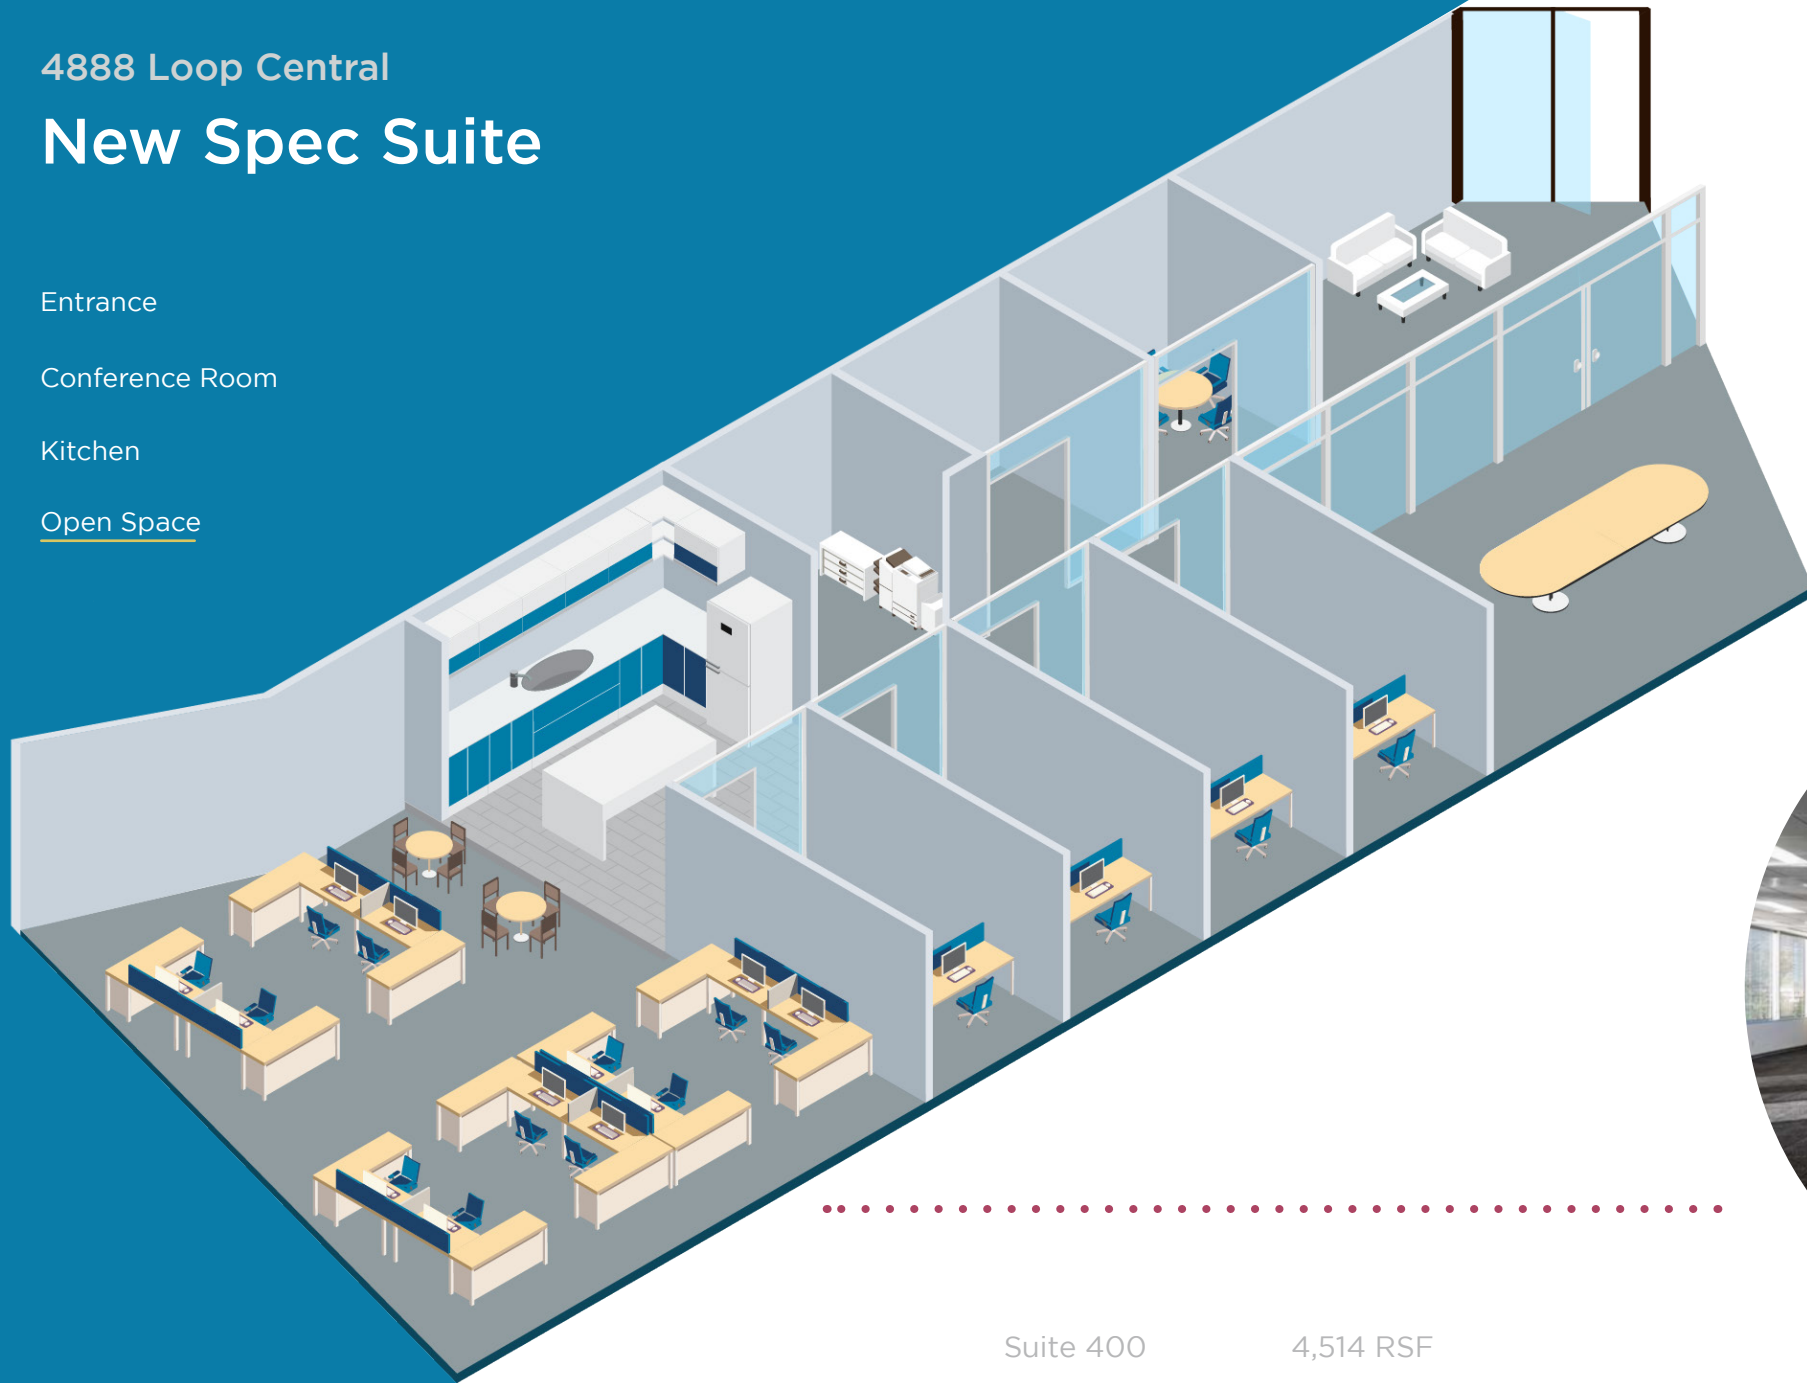 4888 Loop Central
New Spec Suite
Entrance
Conference Room
Kitchen
Open Space
Suite 400 4,514 RSF